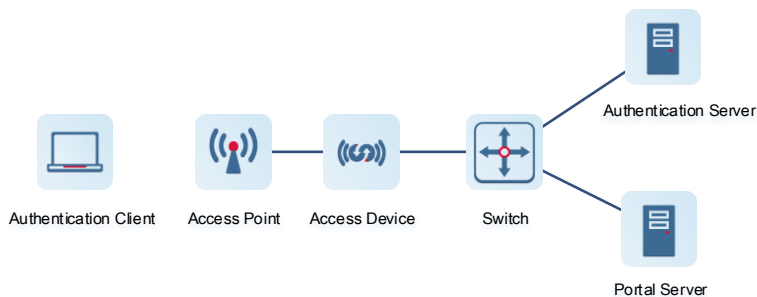 Authentication Server
Authentication Client
Access Point
Access Device
Switch
Portal Server